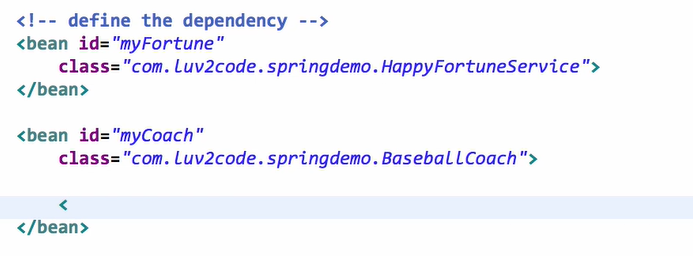 <!-- define the dependency -->
<bean id="myFortune"
class="com.luv2code.springdemo.HappyFortuneService">
</bean>
<bean id="myCoach"
class="com.luv2code.springdemo.BaseballCoach">
<
</bean>